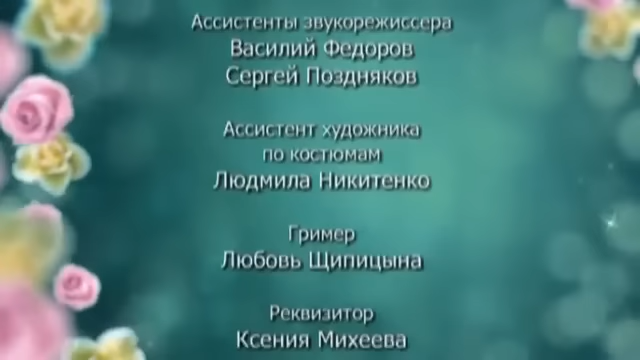 Ассистенты звукорежиссера
Василий Федоров
Сергей Поздняков
Ассистент художника
по костюмам
Людмила Никитенко
Гример
Любовь Щипицына
Реквизитор
Ксения Михеева